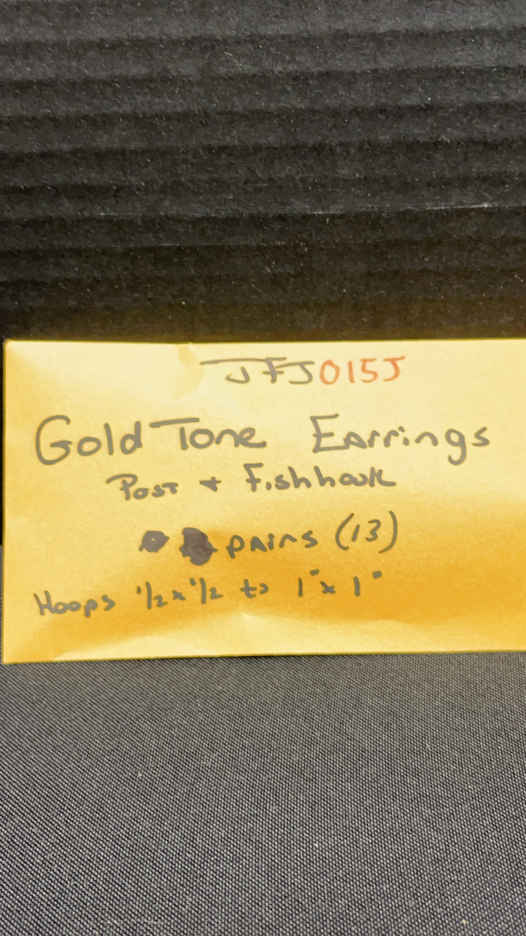 JFJ015J
Gold Tone Earrings
Post + Fishhook
pairs (13)
Hoops 1/2 x 1/2 to 1" x 1"